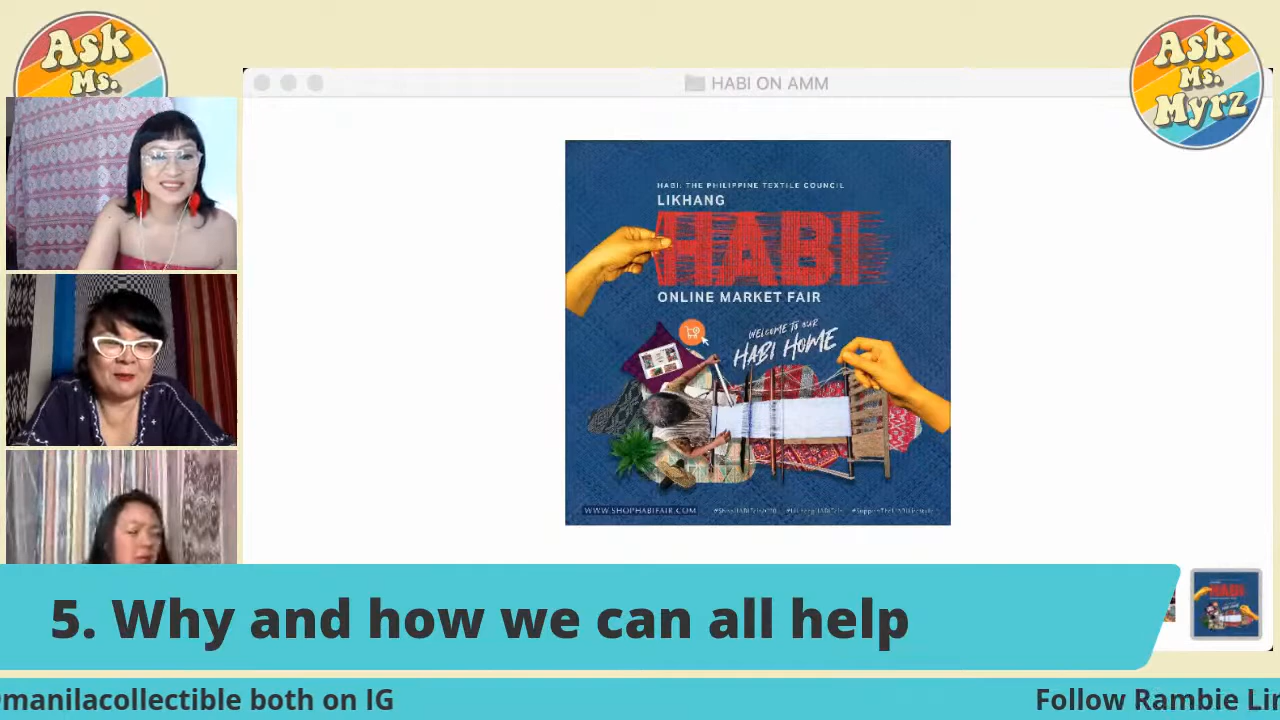 Ask
Ms.
HABI ON AMM
Ask
Ms.
Myrz
HABI: THE PHILIPPINE TEXTILE COUNCIL
LIKHANG
HABI
ONLINE MARKET FAIR
WELCOME TO OUR
HABI HOME
WWW.SHOPHABIFAIR.COM
5. Why and how we can all help
manilacollectible both on IG
Follow Rambie Lim